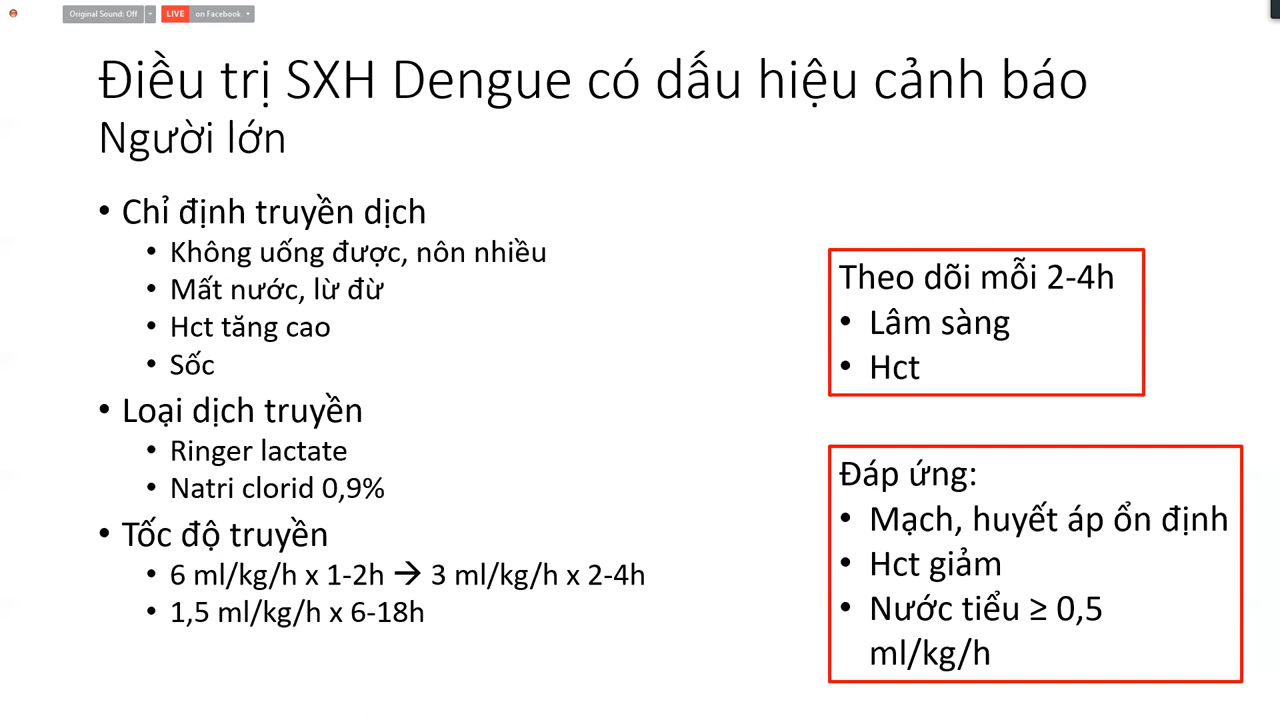 Original Sound: Off
LIVE on Facebook
Điều trị SXH Dengue có dấu hiệu cảnh báo
Người lớn
• Chỉ định truyền dịch
• Không uống được, nôn nhiều
• Mất nước, lừ đừ
• Hct tăng cao
• Sốc
• Loại dịch truyền
• Ringer lactate
• Natri clorid 0,9%
• Tốc độ truyền
• 6 ml/kg/h x 1-2h → 3 ml/kg/h x 2-4h
• 1,5 ml/kg/h x 6-18h
Theo dõi mỗi 2-4h
• Lâm sàng
• Hct
Đáp ứng:
• Mạch, huyết áp ổn định
• Hct giảm
• Nước tiểu ≥ 0,5
ml/kg/h